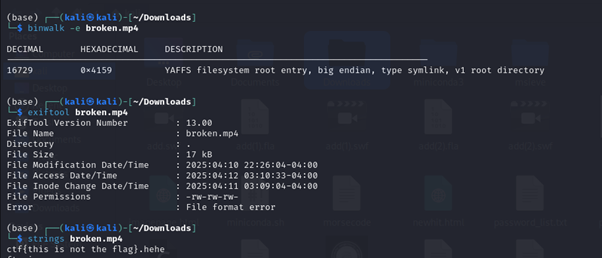 (base) ┌──(kali㉿kali)-[~/Downloads]
└─$ binwalk -e broken.mp4
DECIMAL HEXADECIMAL DESCRIPTION
16729 0×4159 YAFFS filesystem root entry, big endian, type symlink, v1 root directory
(base) ┌──(kali㉿kali)-[~/Downloads]
└─$ exiftool broken.mp4
ExifTool Version Number : 13.00
File Name : broken.mp4
Directory : .
File Size : 17 kB
File Modification Date/Time : 2025:04:10 22:26:04-04:00
File Access Date/Time : 2025:04:12 03:10:33-04:00
File Inode Change Date/Time : 2025:04:11 03:09:04-04:00
File Permissions : -rw-rw-rw-
Error : File format error
(base) ┌──(kali㉿kali)-[~/Downloads]
└─$ strings broken.mp4
ctf{this is not the flag}.hehe